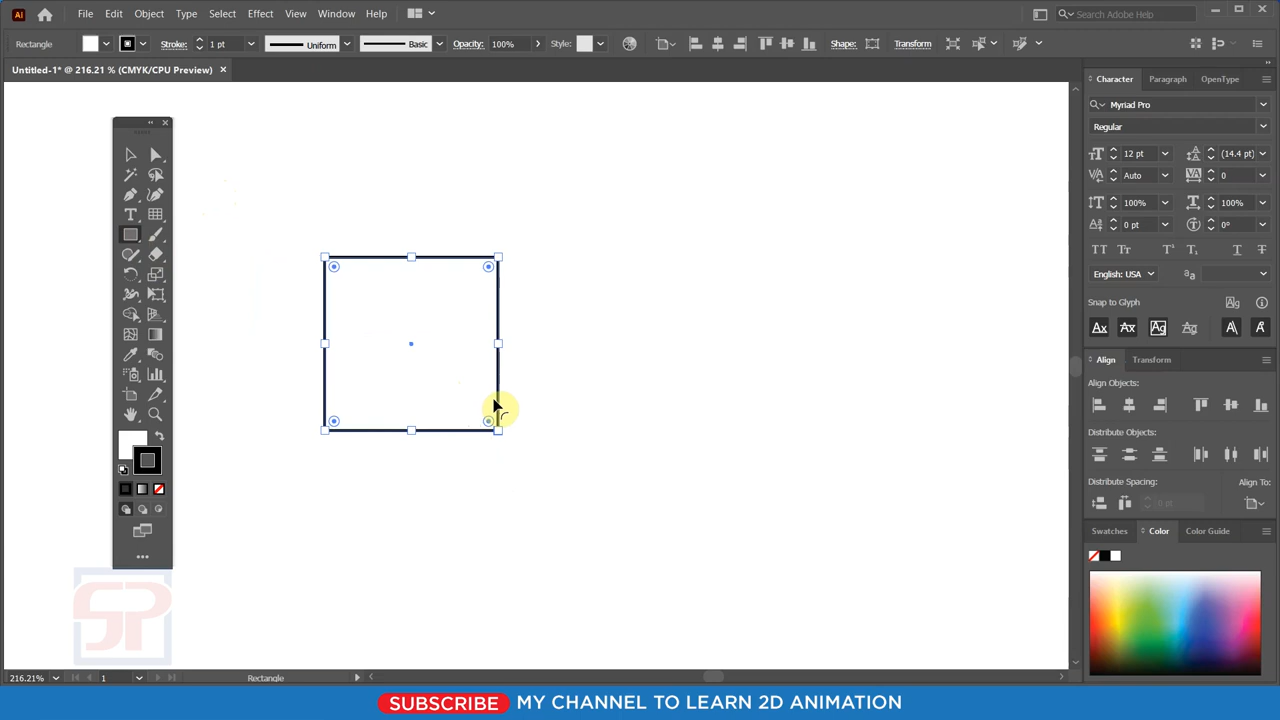 Ai File Edit Object Type Select Effect View Window Help Search Adobe Help
Rectangle Stroke: 1 pt Uniform Basic Opacity: 100% Style: Shape: Transform
Untitled-1* @ 216.21 % (CMYK/CPU Preview)
Character Paragraph OpenType
Myriad Pro
Regular
12 pt (14.4 pt)
Auto 0
100% 100%
0 pt 0°
English: USA
Snap to Glyph
Align Transform
Align Objects:
Distribute Objects:
Distribute Spacing: Align To:
0 pt
Swatches Color Color Guide
SP
216.21% 1 Rectangle
SUBSCRIBE MY CHANNEL TO LEARN 2D ANIMATION